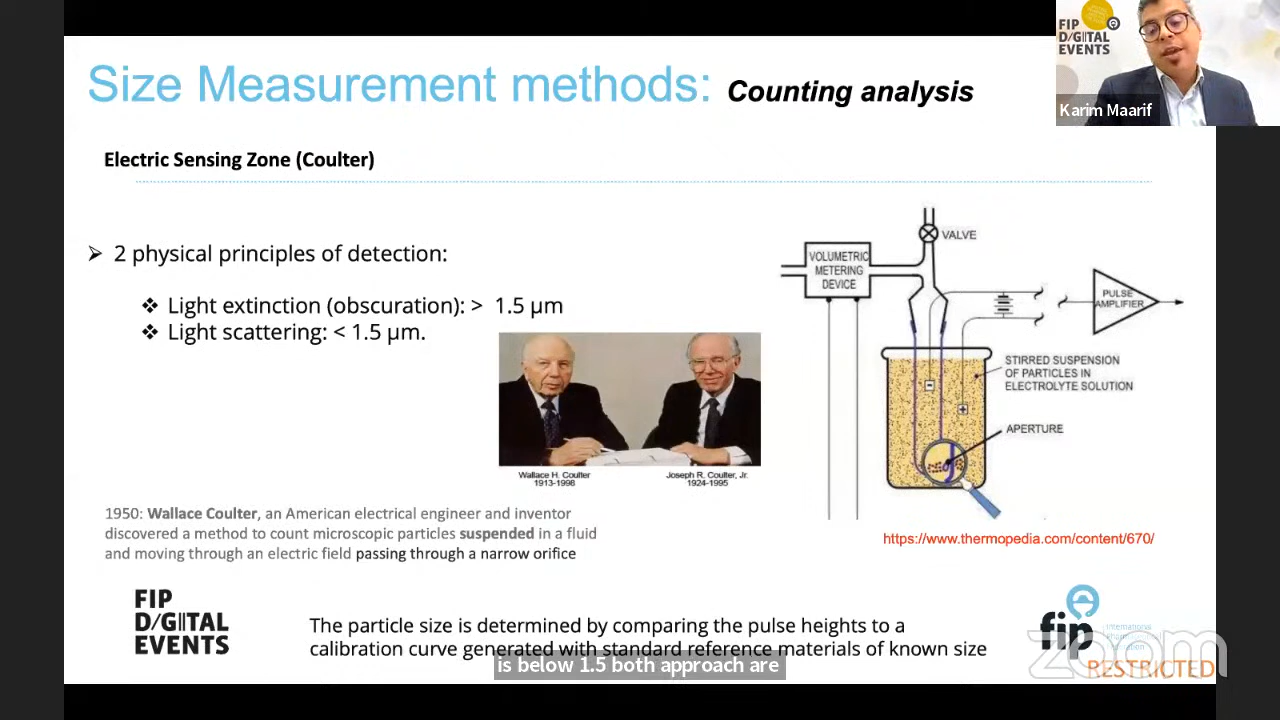 FIP
DIGITAL
EVENTS
Karim Maarif
Size Measurement methods: Counting analysis
Electric Sensing Zone (Coulter)
➢ 2 physical principles of detection:
❖ Light extinction (obscuration): > 1.5 µm
❖ Light scattering: < 1.5 µm.
Wallace H. Coulter
1913-1998
Joseph R. Coulter, Jr.
1924-1995
VALVE
VOLUMETRIC
METERING
DEVICE
PULSE
AMPLIFIER
STIRRED SUSPENSION
OF PARTICLES IN
ELECTROLYTE SOLUTION
APERTURE
https://www.thermopedia.com/content/670/
1950: Wallace Coulter, an American electrical engineer and inventor
discovered a method to count microscopic particles suspended in a fluid
and moving through an electric field passing through a narrow orifice
FIP
DIGITAL
EVENTS
The particle size is determined by comparing the pulse heights to a
calibration curve generated with standard reference materials of known size
is below 1.5 both approach are
fip
International
zoom
RESTRICTED